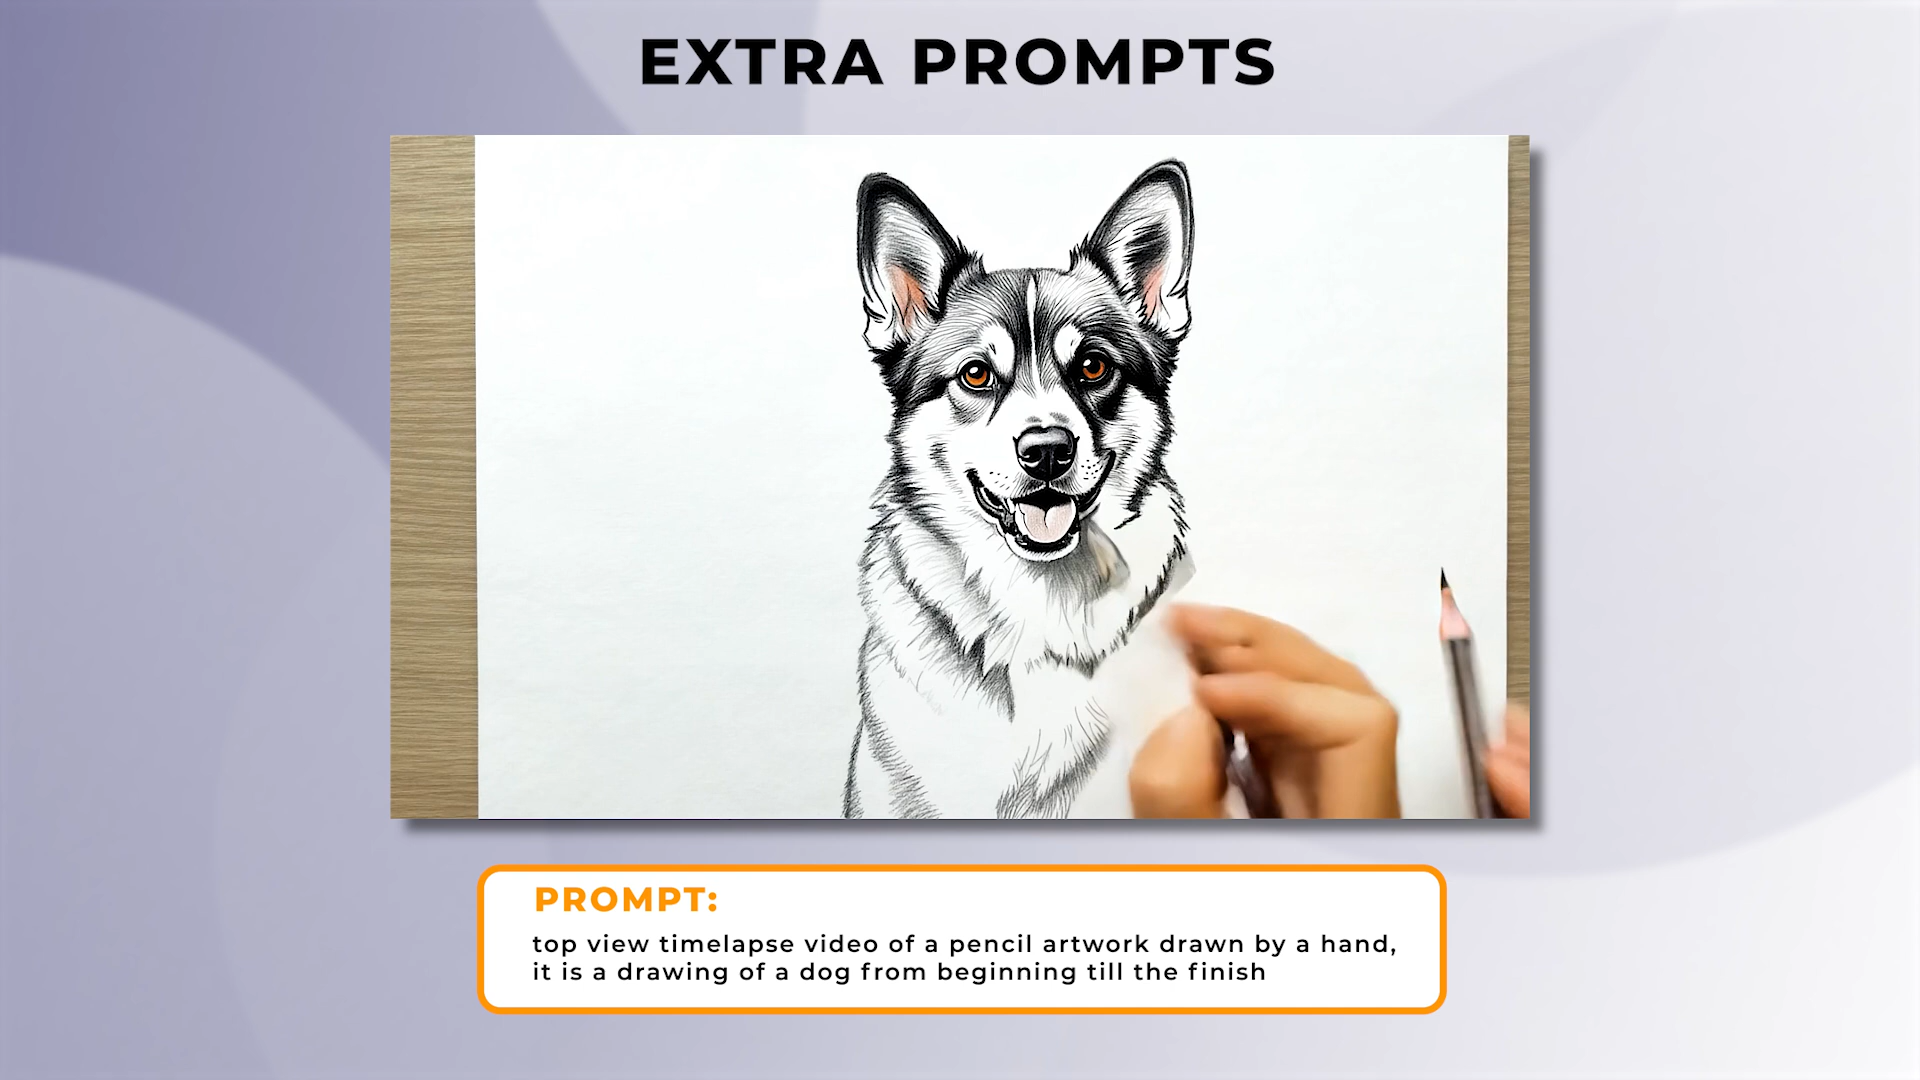 EXTRA PROMPTS
PROMPT:
top view timelapse video of a pencil artwork drawn by a hand,
it is a drawing of a dog from beginning till the finish